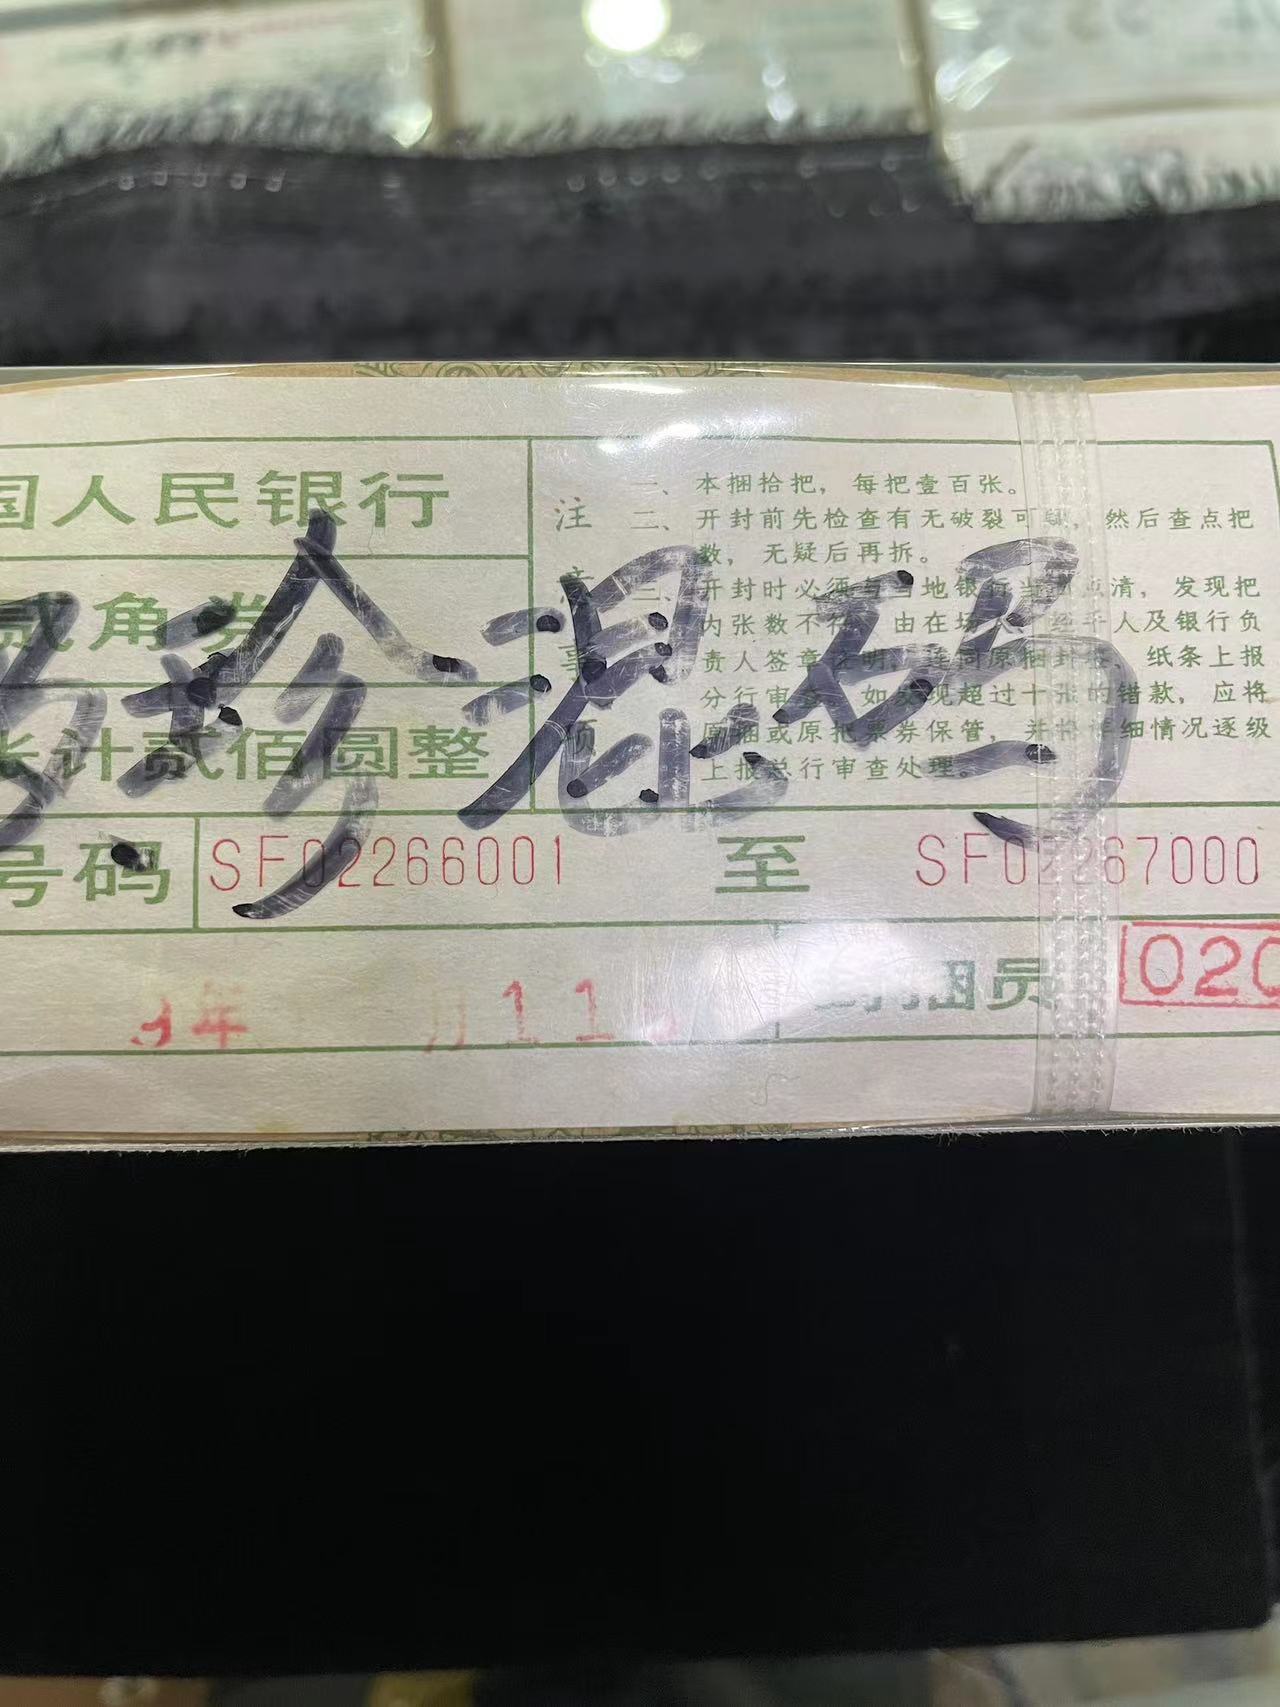 国人民银行
贰角券
张计贰佰圆整
号码 SF02266001 至 SF02267000
注意事项
一、本捆拾把，每把壹百张。
二、开封前先检查有无破裂可疑，然后查点把
数，无疑后再拆。
三、开封时必须与当地银行当面点清，发现把
内张数不符，由在场人经手人及银行负
责人签章证明，连同原捆封签、纸条上报
分行审查，如发现超过十张的错款，应将
原捆或原把票券保管，并将详细情况逐级
上报总行审查处理。
珍混码
年 月11
封捆员 020